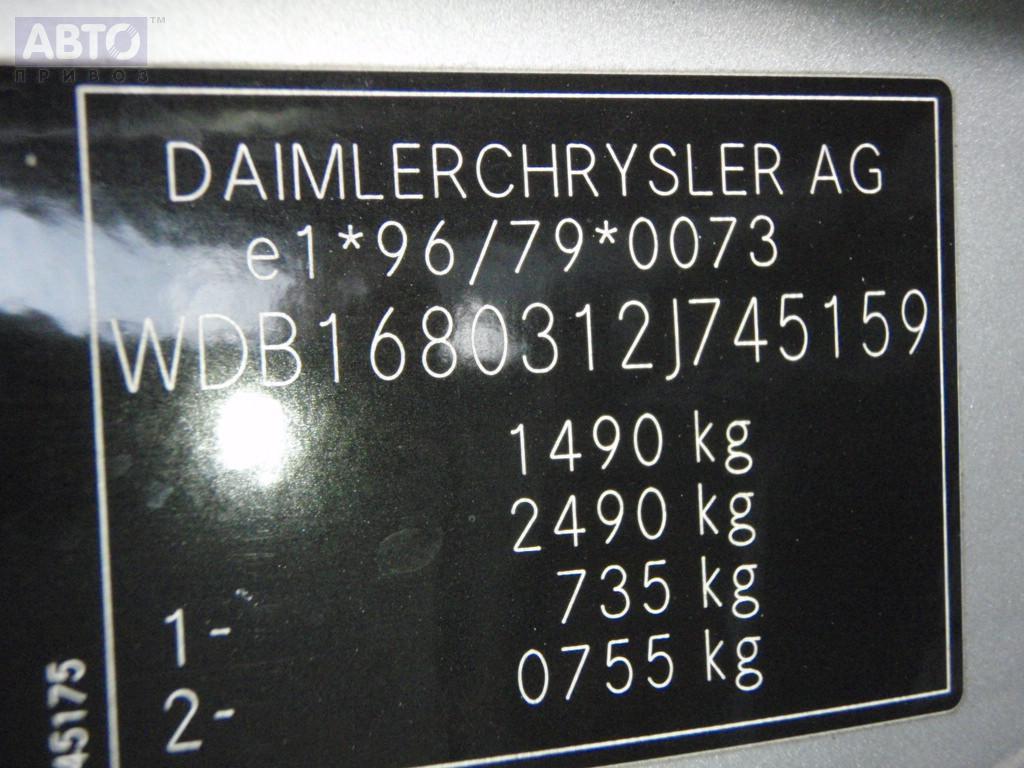 АВТО™
ПРИВОЗ
DAIMLERCHRYSLER AG
e1*96/79*0073
WDB1680312J745159
1490 kg
2490 kg
1- 735 kg
2- 0755 kg
45175